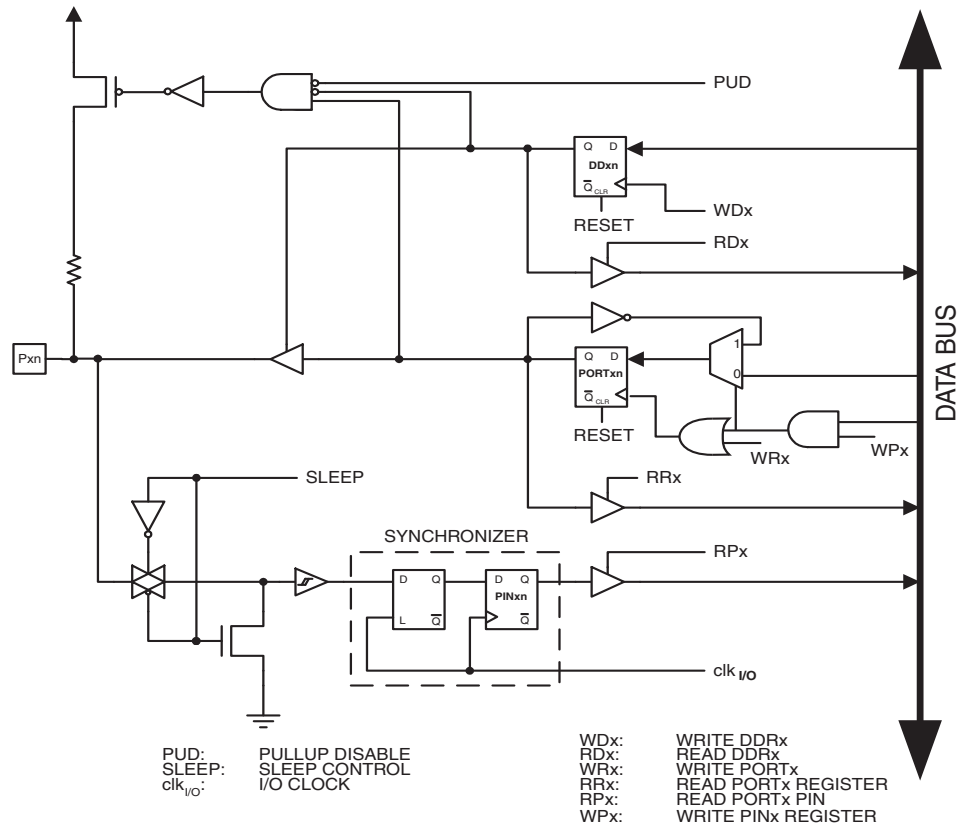 PUD
Q D
DDxn
Q CLR
WDx
RESET
RDx
1
Pxn
Q D
PORTxn
0
Q CLR
RESET
WRx
WPx
DATA BUS
SLEEP
RRx
SYNCHRONIZER
RPx
D Q
D Q
PINxn
L Q
Q
clk I/O
PUD: PULLUP DISABLE
SLEEP: SLEEP CONTROL
clkI/O: I/O CLOCK
WDx: WRITE DDRx
RDx: READ DDRx
WRx: WRITE PORTx
RRx: READ PORTx REGISTER
RPx: READ PORTx PIN
WPx: WRITE PINx REGISTER